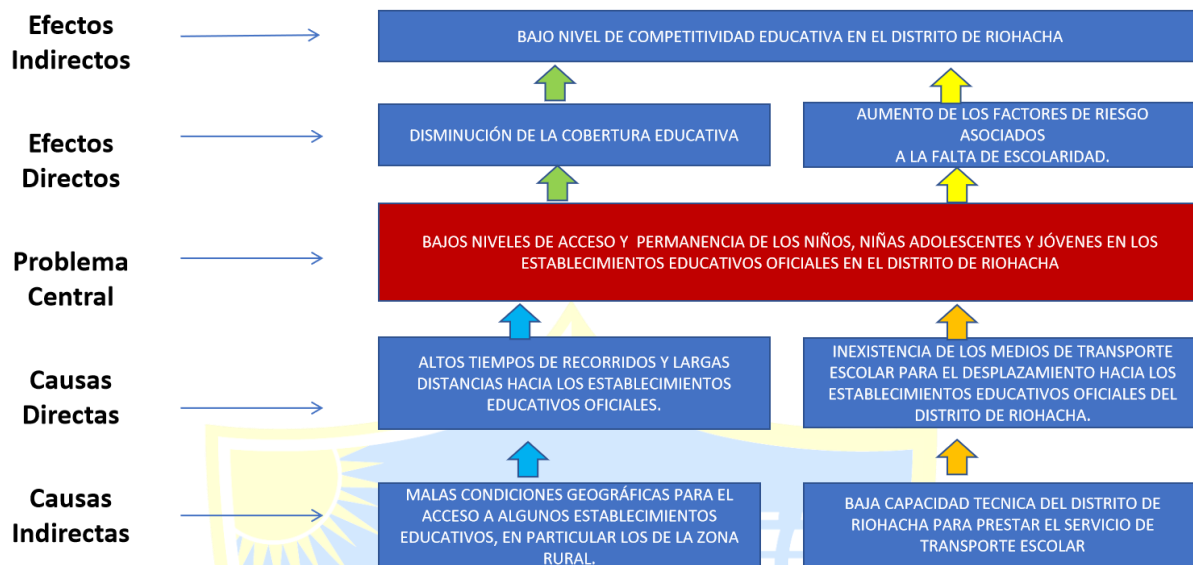 Efectos
Indirectos
BAJO NIVEL DE COMPETITIVIDAD EDUCATIVA EN EL DISTRITO DE RIOHACHA
Efectos
Directos
DISMINUCIÓN DE LA COBERTURA EDUCATIVA
AUMENTO DE LOS FACTORES DE RIESGO
ASOCIADOS
A LA FALTA DE ESCOLARIDAD.
Problema
Central
BAJOS NIVELES DE ACCESO Y PERMANENCIA DE LOS NIÑOS, NIÑAS ADOLESCENTES Y JÓVENES EN LOS
ESTABLECIMIENTOS EDUCATIVOS OFICIALES EN EL DISTRITO DE RIOHACHA
Causas
Directas
ALTOS TIEMPOS DE RECORRIDOS Y LARGAS
DISTANCIAS HACIA LOS ESTABLECIMIENTOS
EDUCATIVOS OFICIALES.
INEXISTENCIA DE LOS MEDIOS DE TRANSPORTE
ESCOLAR PARA EL DESPLAZAMIENTO HACIA LOS
ESTABLECIMIENTOS EDUCATIVOS OFICIALES DEL
DISTRITO DE RIOHACHA.
Causas
Indirectas
MALAS CONDICIONES GEOGRÁFICAS PARA EL
ACCESO A ALGUNOS ESTABLECIMIENTOS
EDUCATIVOS, EN PARTICULAR LOS DE LA ZONA
RURAL.
BAJA CAPACIDAD TECNICA DEL DISTRITO DE
RIOHACHA PARA PRESTAR EL SERVICIO DE
TRANSPORTE ESCOLAR